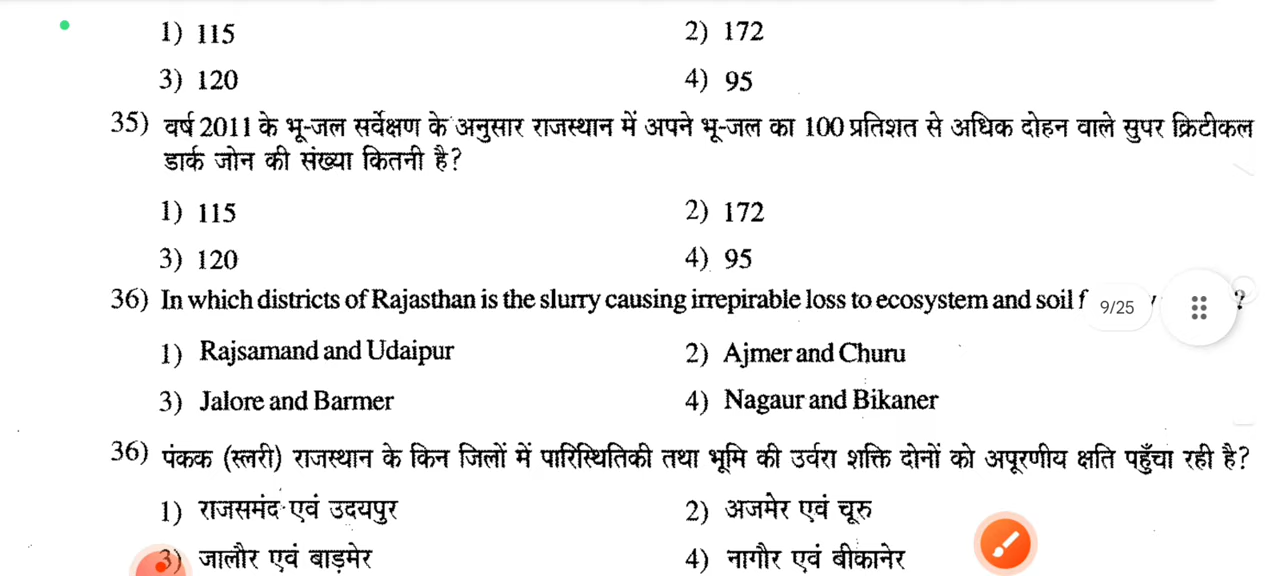 1) 115 2) 172
3) 120 4) 95
35) वर्ष 2011 के भू-जल सर्वेक्षण के अनुसार राजस्थान में अपने भू-जल का 100 प्रतिशत से अधिक दोहन वाले सुपर क्रिटीकल
डार्क जोन की संख्या कितनी है?
1) 115 2) 172
3) 120 4) 95
36) In which districts of Rajasthan is the slurry causing irrepirable loss to ecosystem and soil ?
9/25
1) Rajsamand and Udaipur 2) Ajmer and Churu
3) Jalore and Barmer 4) Nagaur and Bikaner
36) पंकक (स्लरी) राजस्थान के किन जिलों में पारिस्थितिकी तथा भूमि की उर्वरा शक्ति दोनों को अपूरणीय क्षति पहुँचा रही है?
1) राजसमंद एवं उदयपुर 2) अजमेर एवं चूरु
3) जालौर एवं बाड़मेर 4) नागौर एवं बीकानेर